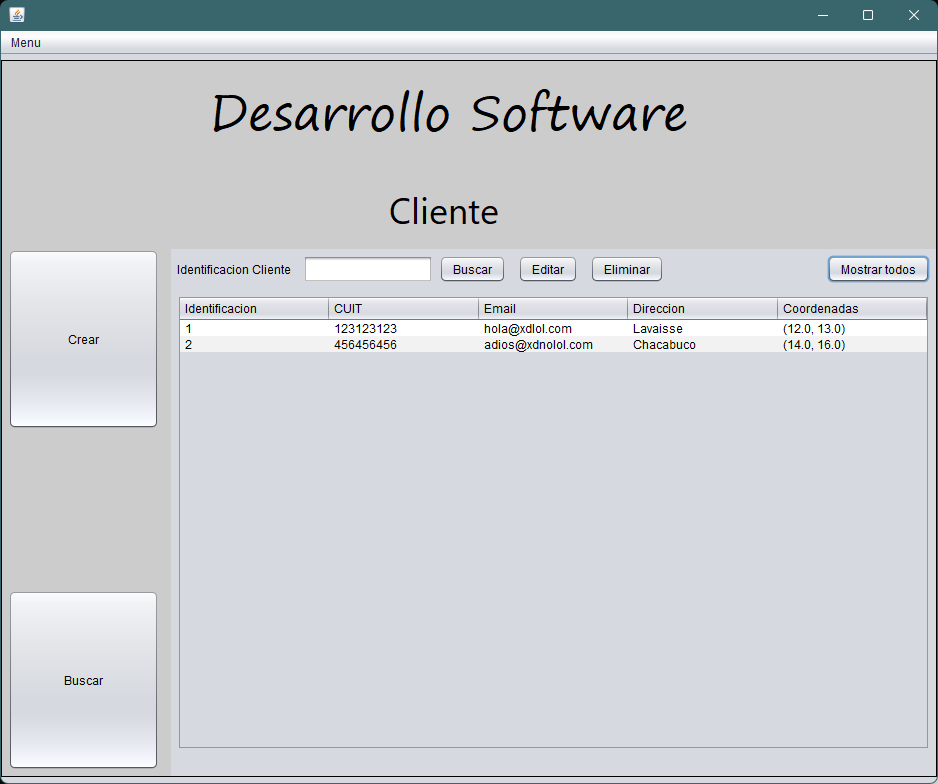 Menu
Desarrollo Software
Cliente
Identificacion Cliente Buscar Editar Eliminar Mostrar todos
Identificacion CUIT Email Direccion Coordenadas
1 123123123 hola@xdlol.com Lavaisse (12.0, 13.0)
2 456456456 adios@xdnolol.com Chacabuco (14.0, 16.0)
Crear
Buscar